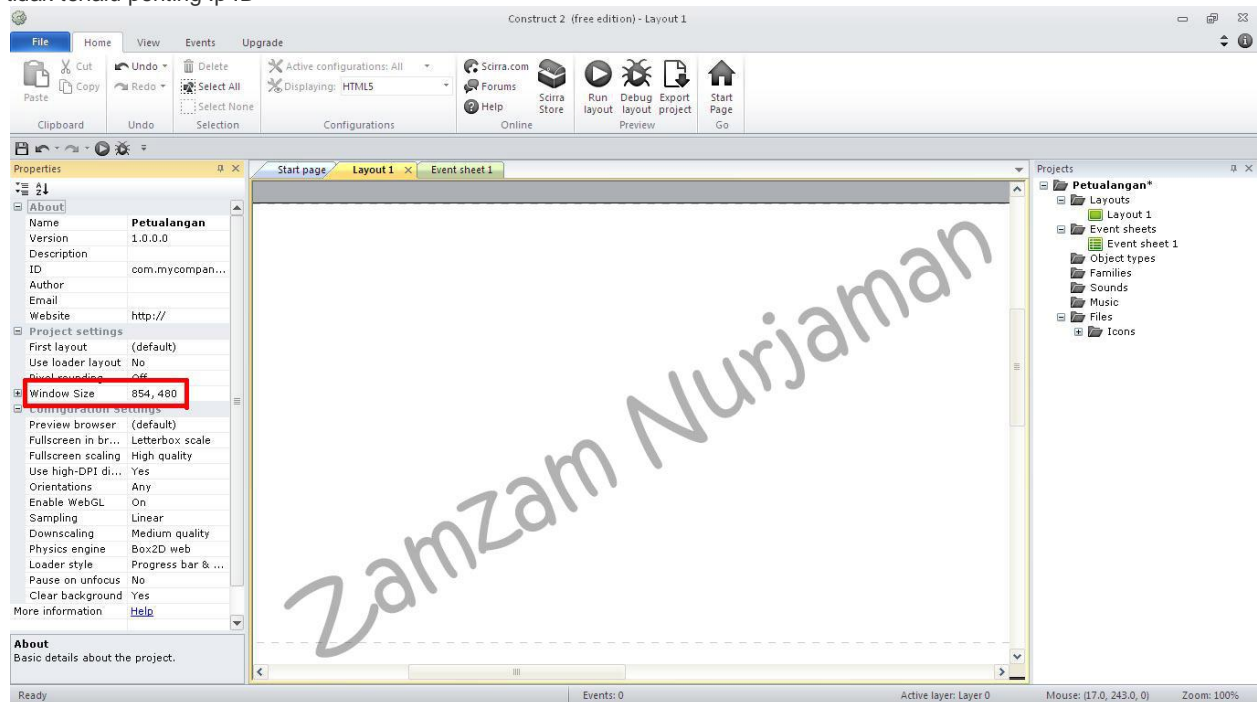 Construct 2 (free edition) - Layout 1
File Home View Events Upgrade
Cut Undo Delete Active configurations: All Scirra.com
Paste Copy Redo Select All Displaying: HTML5 Forums Scirra Store Run layout Debug layout Export project Start Page
Select None Help
Clipboard Undo Selection Configurations Online Preview Go
Properties
About
Name Petualangan
Version 1.0.0.0
Description
ID com.mycompan...
Author
Email
Website http://
Project settings
First layout (default)
Use loader layout No
Pixel rounding Off
Window Size 854, 480
Configuration Settings
Preview browser (default)
Fullscreen in br... Letterbox scale
Fullscreen scaling High quality
Use high-DPI di... Yes
Orientations Any
Enable WebGL On
Sampling Linear
Downscaling Medium quality
Physics engine Box2D web
Loader style Progress bar & ...
Pause on unfocus No
Clear background Yes
More information Help
About
Basic details about the project.
Start page Layout 1 Event sheet 1
Zamzam Nurjaman
Projects
Petualangan*
Layouts
Layout 1
Event sheets
Event sheet 1
Object types
Families
Sounds
Music
Files
Icons
Ready Events: 0 Active layer: Layer 0 Mouse: (17.0, 243.0, 0) Zoom: 100%